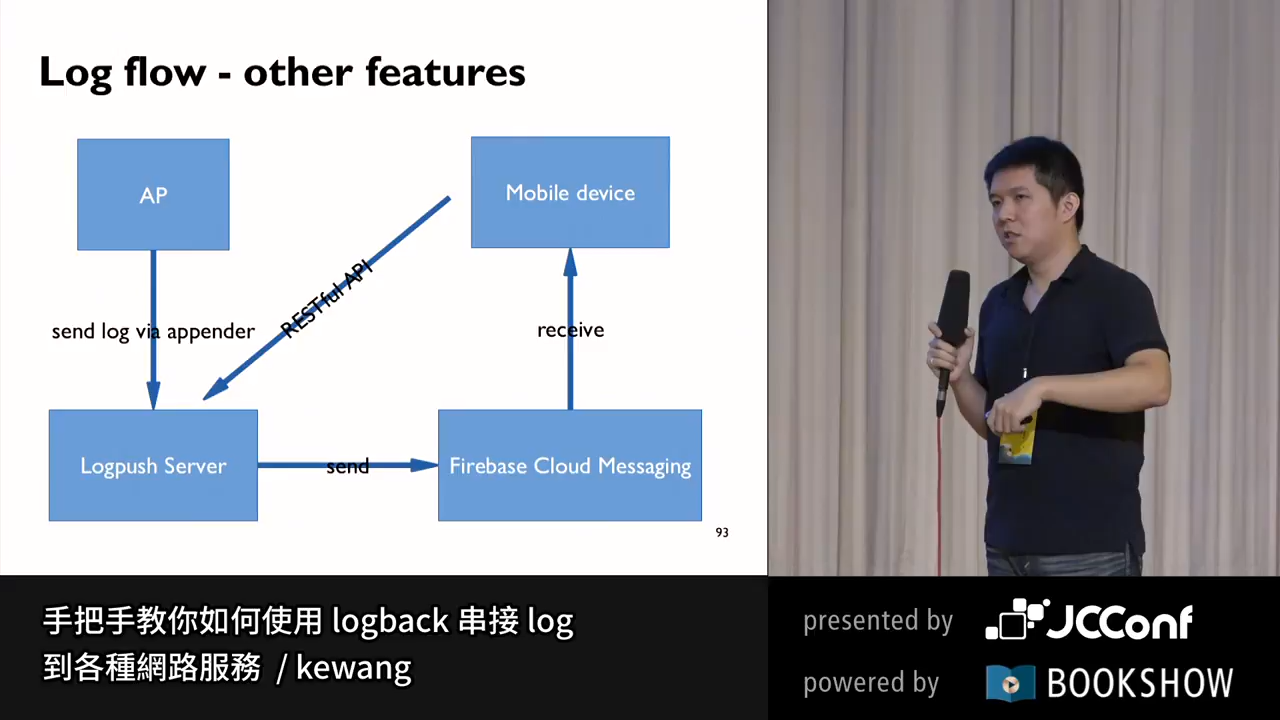 Log flow - other features
AP
Mobile device
RESTful API
send log via appender
receive
Logpush Server
send
Firebase Cloud Messaging
93
手把手教你如何使用 logback 串接 log
到各種網路服務 / kewang
presented by JCConf
powered by BOOKSHOW